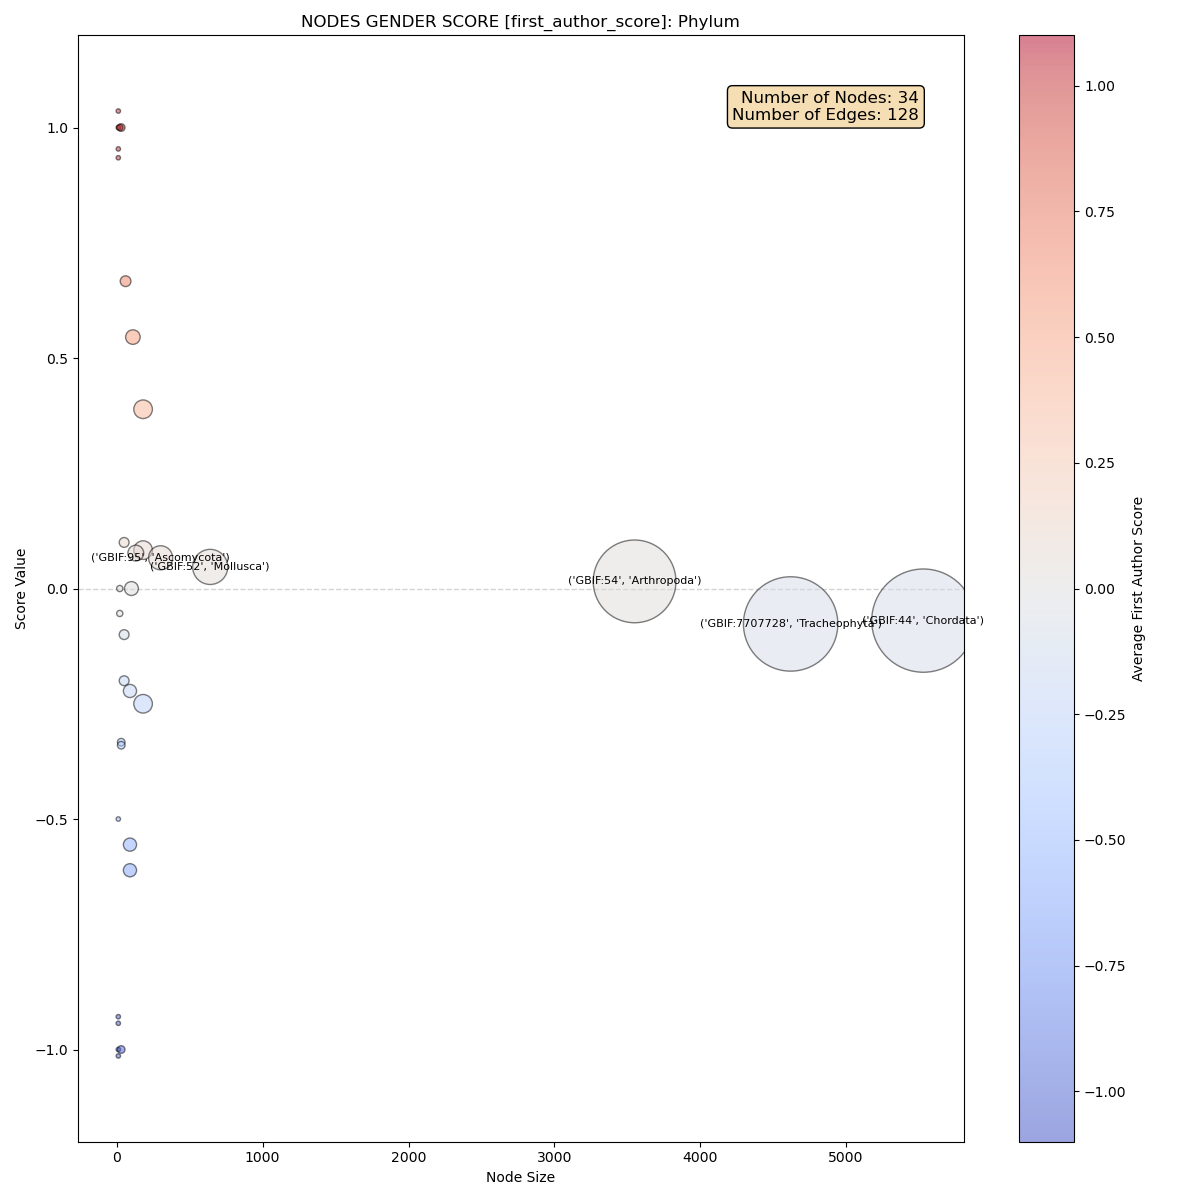 NODES GENDER SCORE [first_author_score]: Phylum
Number of Nodes: 34
Number of Edges: 128
1.0
0.5
0.0
−0.5
−1.0
Score Value
('GBIF:95', 'Ascomycota')
('GBIF:52', 'Mollusca')
('GBIF:54', 'Arthropoda')
('GBIF:7707728', 'Tracheophyta')
('GBIF:44', 'Chordata')
0
1000
2000
3000
4000
5000
Node Size
1.00
0.75
0.50
0.25
0.00
−0.25
−0.50
−0.75
−1.00
Average First Author Score